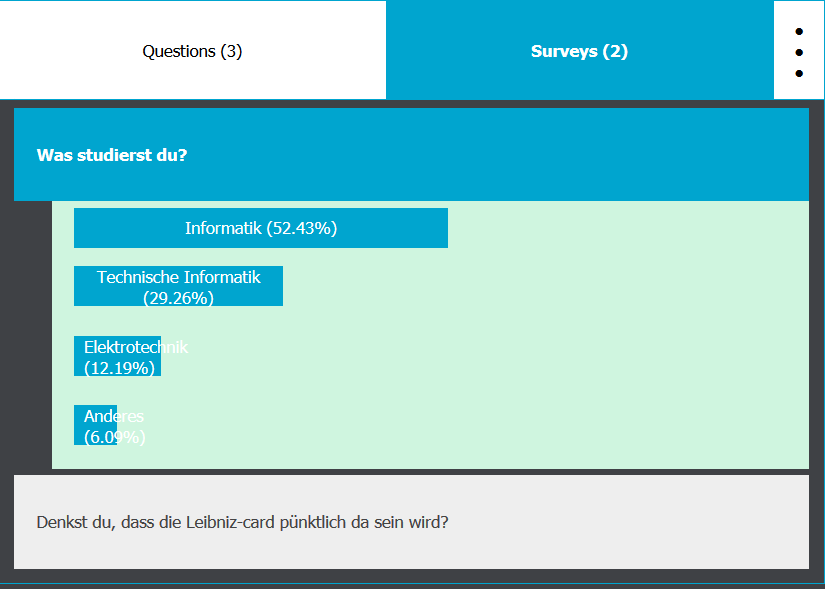 Questions (3)
Surveys (2)
Was studierst du?
Informatik (52.43%)
Technische Informatik
(29.26%)
Elektrotechnik
(12.19%)
Anderes
(6.09%)
Denkst du, dass die Leibniz-card pünktlich da sein wird?